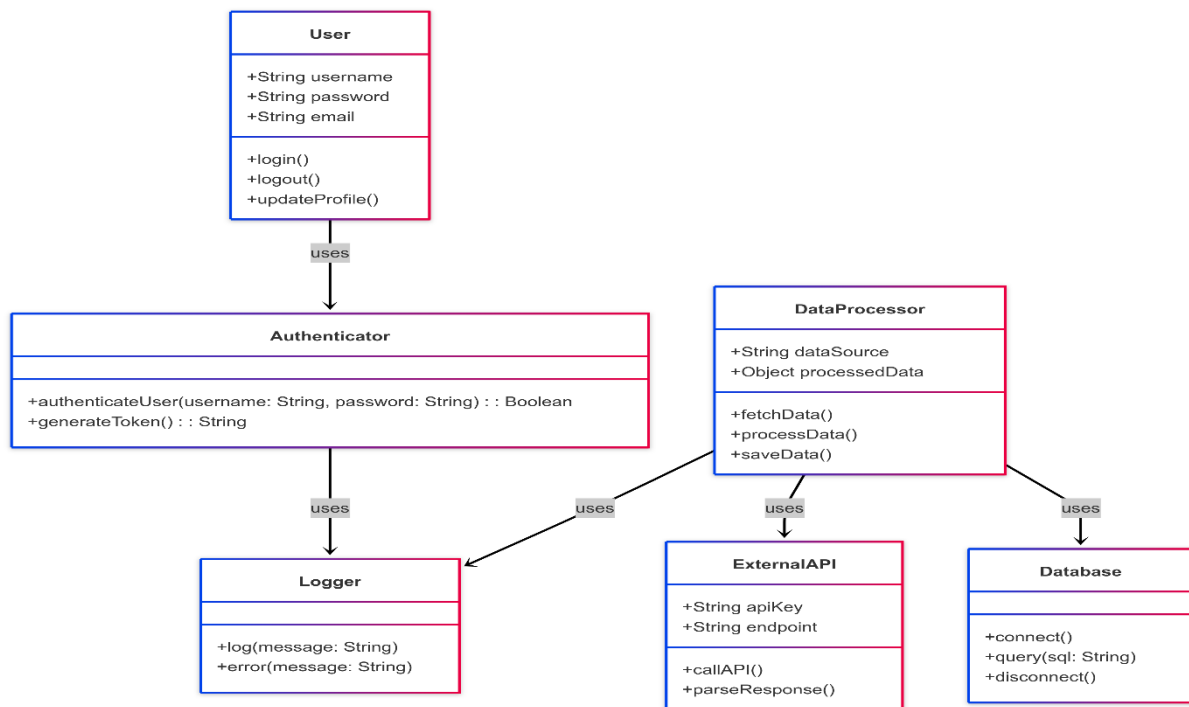 User
+String username
+String password
+String email
+login()
+logout()
+updateProfile()
uses
Authenticator
+authenticateUser(username: String, password: String) : : Boolean
+generateToken() : : String
DataProcessor
+String dataSource
+Object processedData
+fetchData()
+processData()
+saveData()
uses
uses
uses
uses
Logger
+log(message: String)
+error(message: String)
ExternalAPI
+String apiKey
+String endpoint
+callAPI()
+parseResponse()
Database
+connect()
+query(sql: String)
+disconnect()